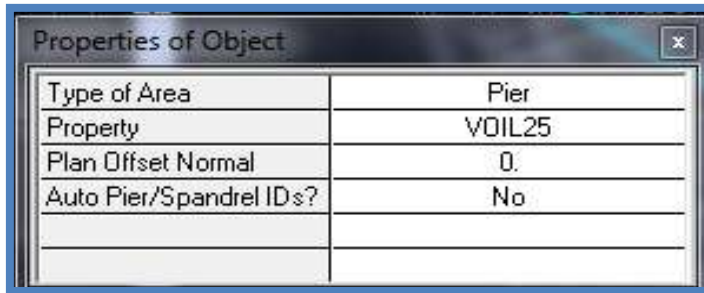 Properties of Object
x
Type of Area Pier
Property VOIL25
Plan Offset Normal 0.
Auto Pier/Spandrel IDs? No